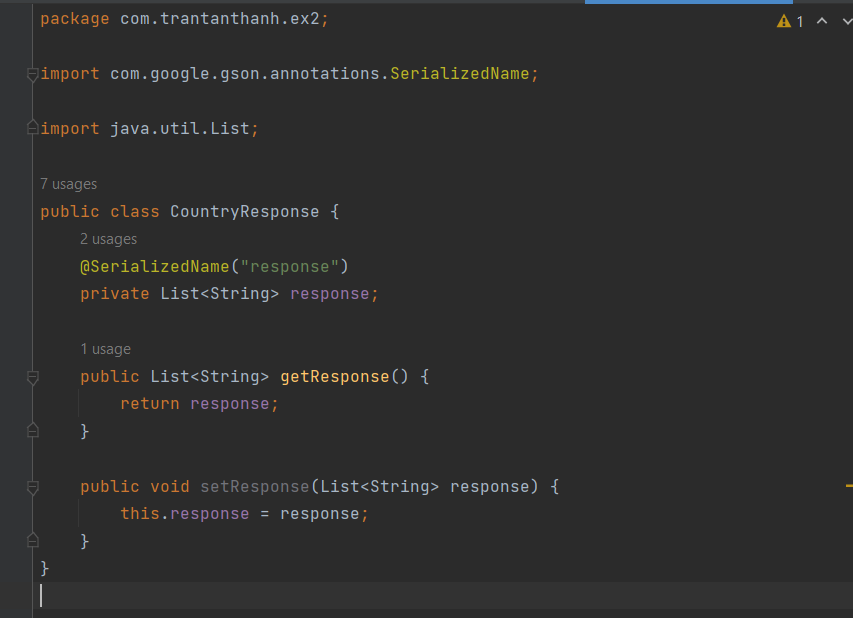 package com.trantanthanh.ex2;
1
import com.google.gson.annotations.SerializedName;
import java.util.List;
7 usages
public class CountryResponse {
2 usages
@SerializedName("response")
private List<String> response;
1 usage
public List<String> getResponse() {
return response;
}
public void setResponse(List<String> response) {
this.response = response;
}
}